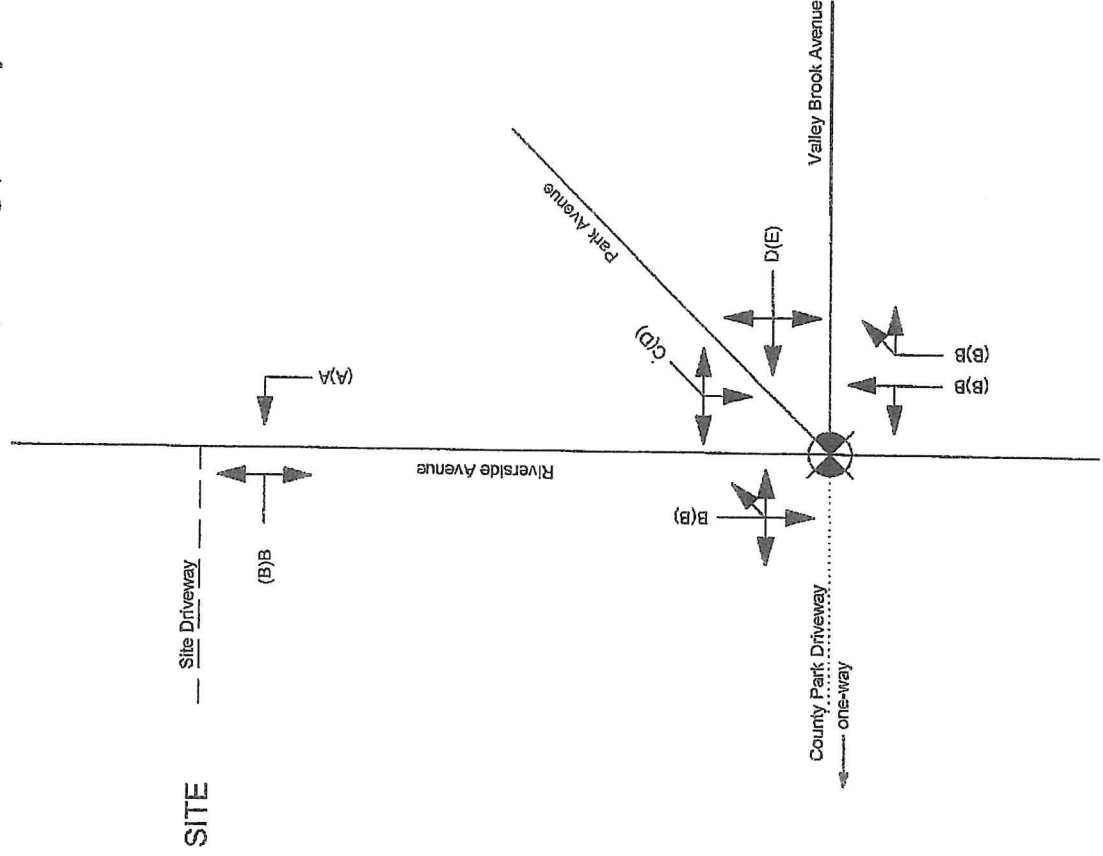 Valley Brook Avenue
Park Avenue
D(E)
C(D)
(A)A
Riverside Avenue
Site Driveway
(B)B
B(B)
(B)B
(B)B
County Park Driveway
one-way
SITE